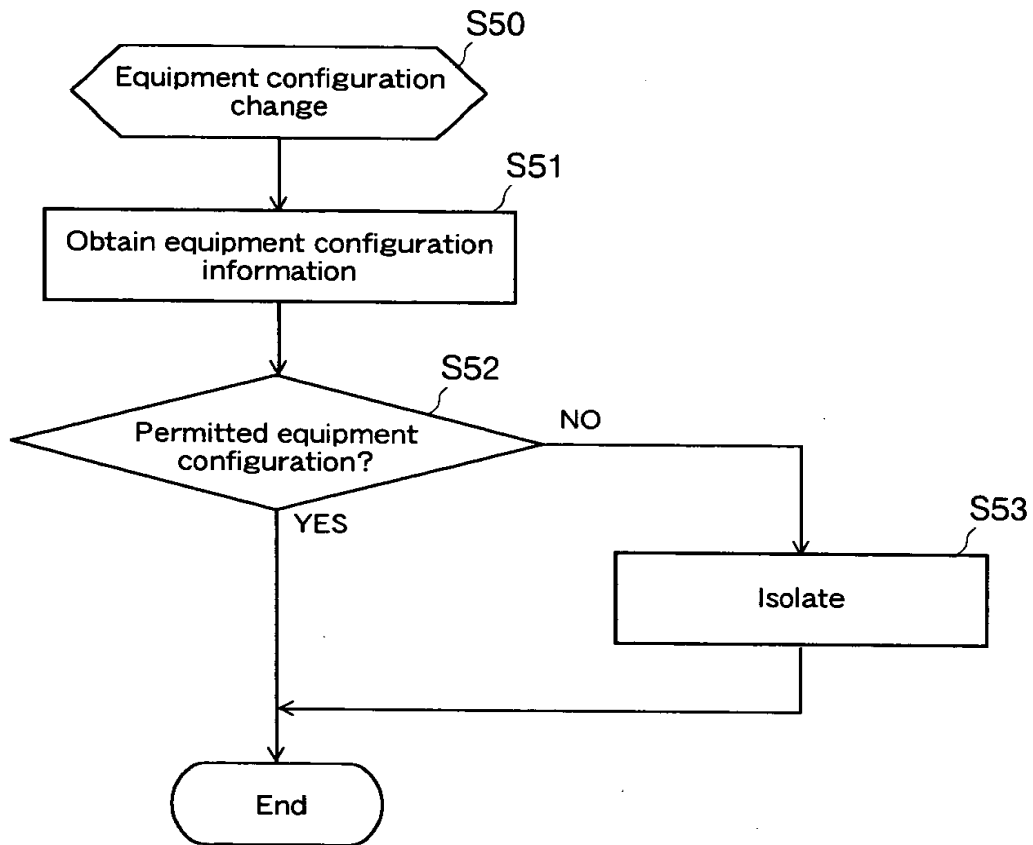 S50
Equipment configuration
change
S51
Obtain equipment configuration
information
S52
Permitted equipment
configuration?
NO
YES
S53
Isolate
End